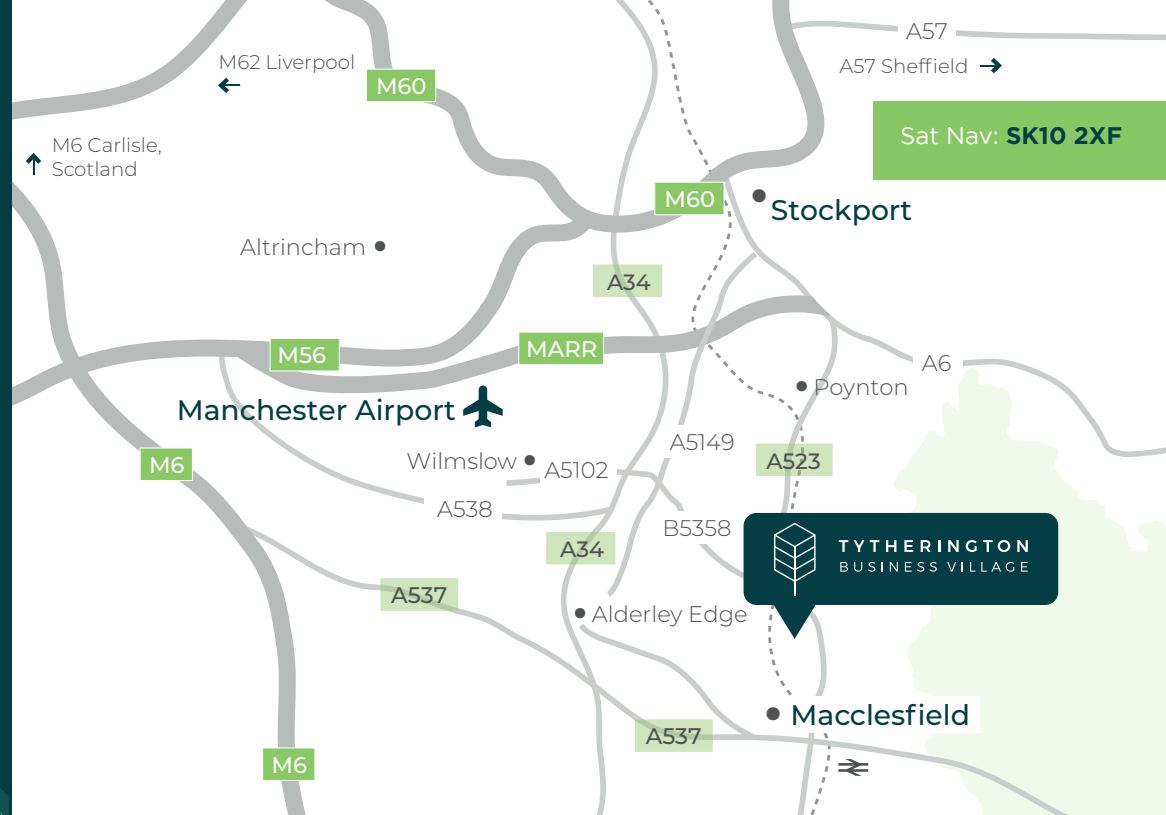 A57
M62 Liverpool
A57 Sheffield
M60
Sat Nav: SK10 2XF
M6 Carlisle,
Scotland
M60
Stockport
Altrincham
A34
M56
MARR
A6
Poynton
Manchester Airport
A5149
Wilmslow
A5102
A523
M6
A538
B5358
A34
TYTHERINGTON
BUSINESS VILLAGE
A537
Alderley Edge
Macclesfield
A537
M6